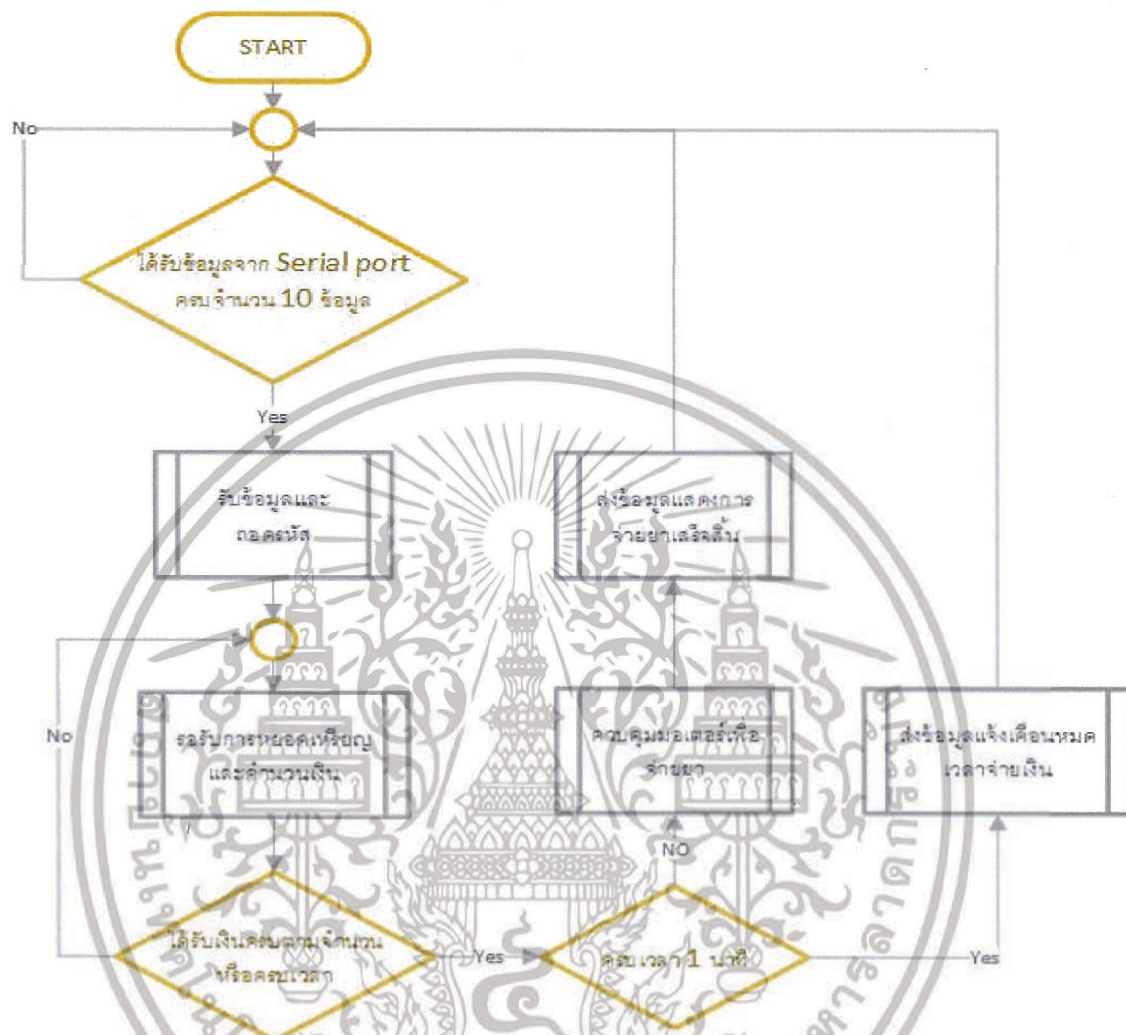 START
No
ได้รับข้อมูลจาก Serial port
ครบจำนวน 10 ข้อมูล
Yes
รับข้อมูลและ
ถอดรหัส
ส่งข้อมูลแสดงการ
จ่ายยาเสร็จสิ้น
No
รอรับการหยอดเหรียญ
และคำนวนเงิน
ควบคุมมอเตอร์เพื่อ
จ่ายยา
ส่งข้อมูลแจ้งเตือนหมด
เวลาจ่ายเงิน
NO
ได้รับเงินครบตามจำนวน
หรือครบเวลา
Yes
ครบเวลา 1 นาที
Yes